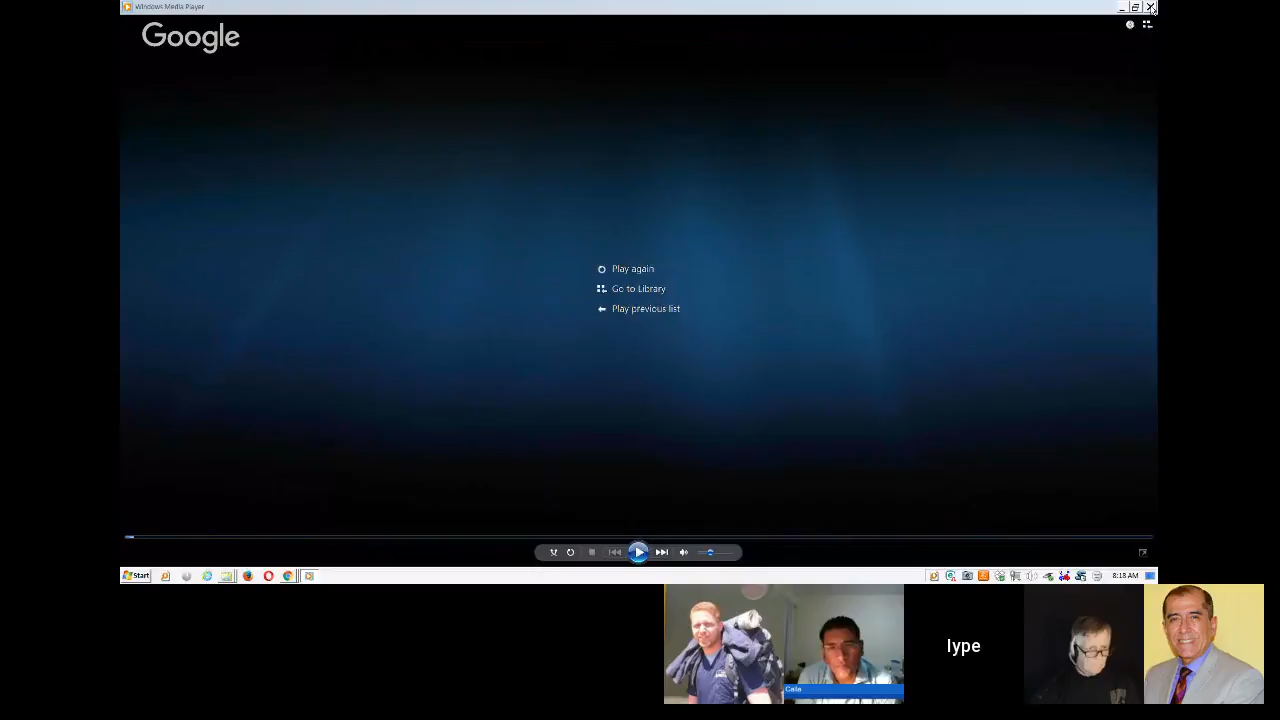 Windows Media Player
Google
Play again
Go to Library
Play previous list
Start
8:18 AM
Iype